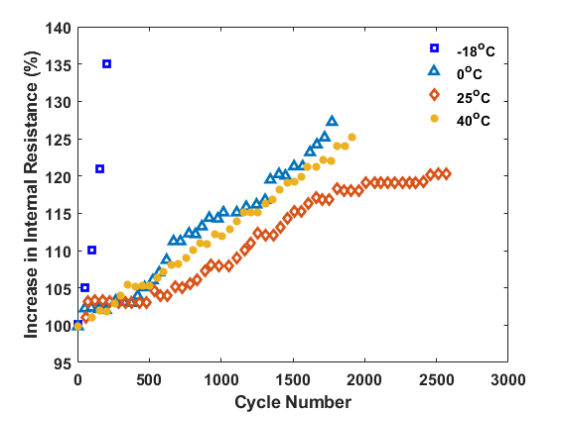 140
135
130
125
120
115
110
105
100
95
Increase in Internal Resistance (%)
-18°C
0°C
25°C
40°C
0 500 1000 1500 2000 2500 3000
Cycle Number